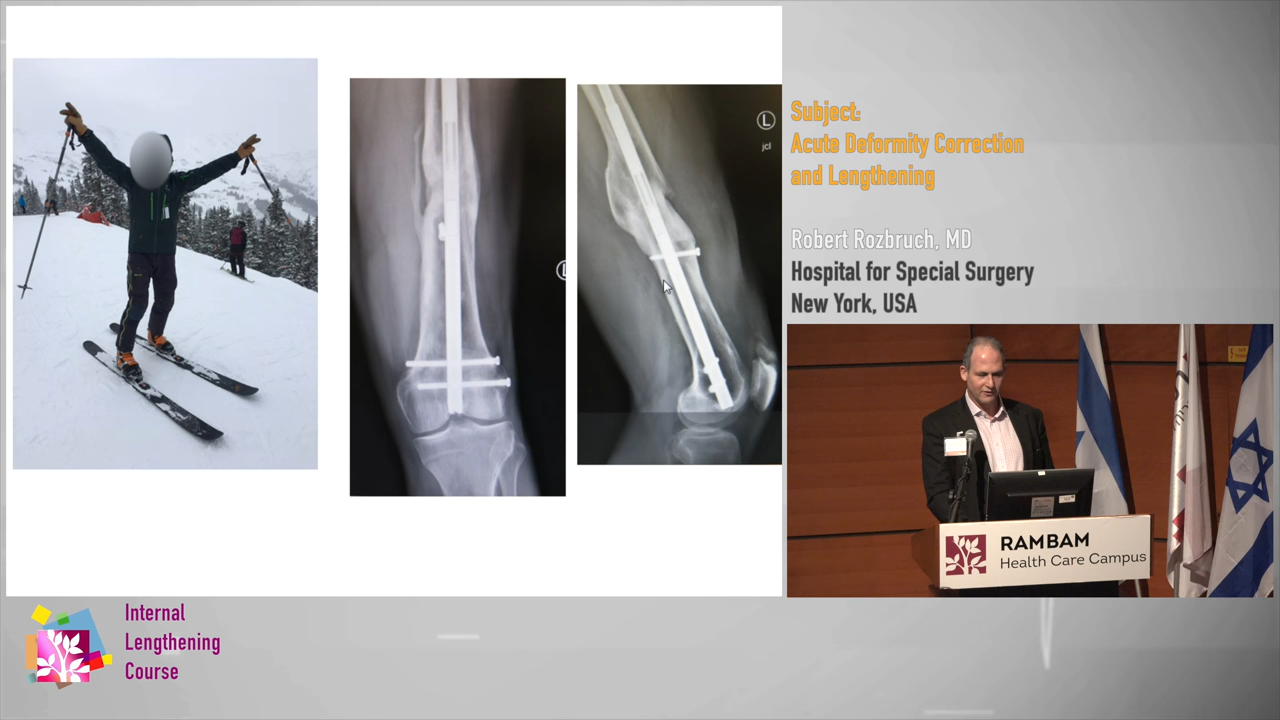 L
jcl
L
Subject:
Acute Deformity Correction
and Lengthening
Robert Rozbruch, MD
Hospital for Special Surgery
New York, USA
RAMBAM
Health Care Campus
Internal
Lengthening
Course